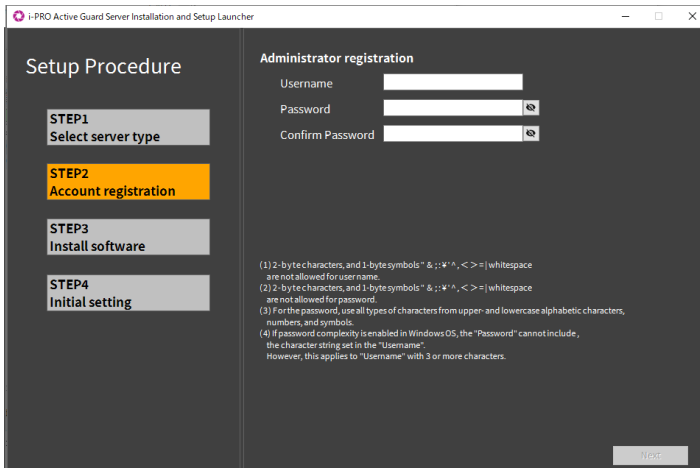 i-PRO Active Guard Server Installation and Setup Launcher
Setup Procedure
STEP1
Select server type
STEP2
Account registration
STEP3
Install software
STEP4
Initial setting
Administrator registration
Username
Password
Confirm Password
(1) 2-byte characters, and 1-byte symbols " & ; : ¥ ' ^ , < > = | whitespace
are not allowed for user name.
(2) 2-byte characters, and 1-byte symbols " & ; : ¥ ' ^ , < > = | whitespace
are not allowed for password.
(3) For the password, use all types of characters from upper- and lowercase alphabetic characters,
numbers, and symbols.
(4) If password complexity is enabled in Windows OS, the "Password" cannot include ,
the character string set in the "Username".
However, this applies to "Username" with 3 or more characters.
Next